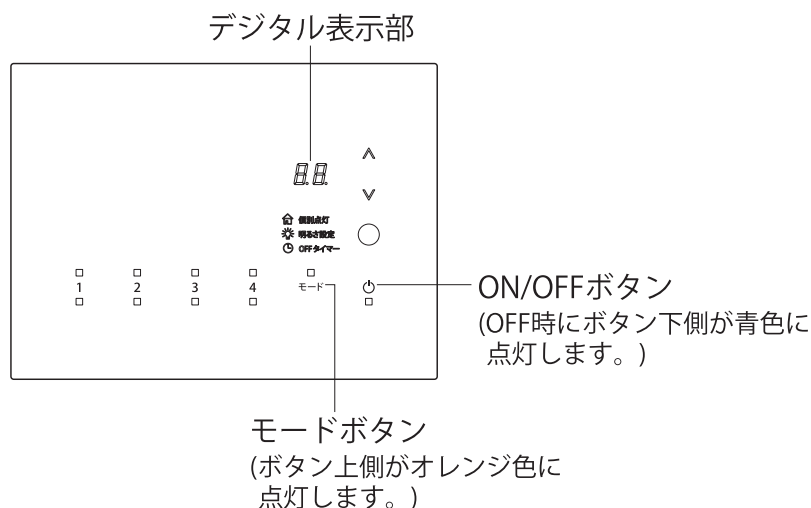 デジタル表示部
8.8.
個別点灯
明るさ設定
OFFタイマー
1 2 3 4 モード
ON/OFFボタン
(OFF時にボタン下側が青色に
点灯します。)
モードボタン
(ボタン上側がオレンジ色に
点灯します。)